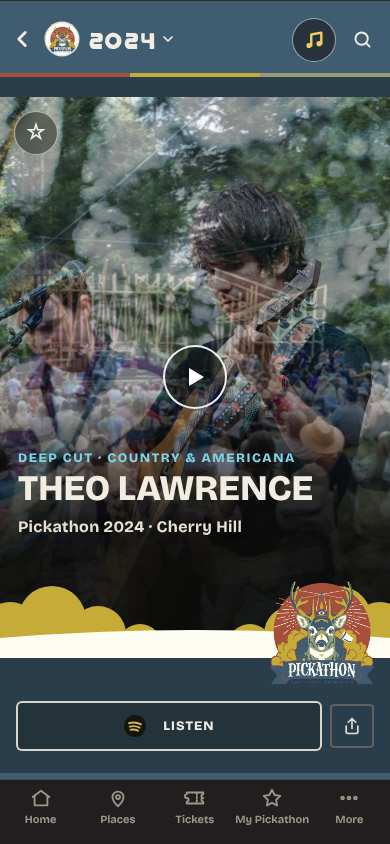 2024
DEEP CUT · COUNTRY & AMERICANA
THEO LAWRENCE
Pickathon 2024 · Cherry Hill
PICKATHON
LISTEN
Home
Places
Tickets
My Pickathon
More